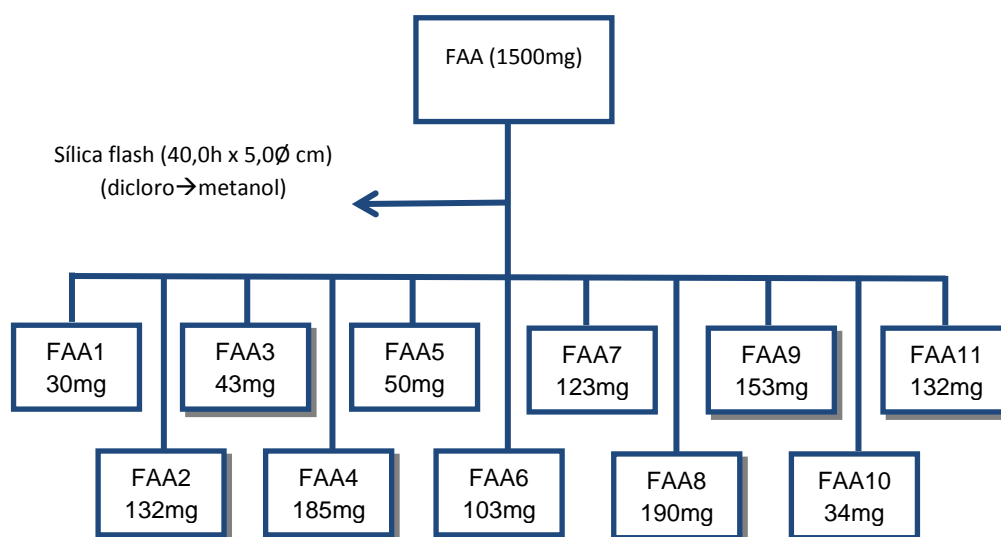 FAA (1500mg)
Sílica flash (40,0h x 5,0Ø cm)
(dicloro→metanol)
FAA1
30mg
FAA3
43mg
FAA5
50mg
FAA7
123mg
FAA9
153mg
FAA11
132mg
FAA2
132mg
FAA4
185mg
FAA6
103mg
FAA8
190mg
FAA10
34mg